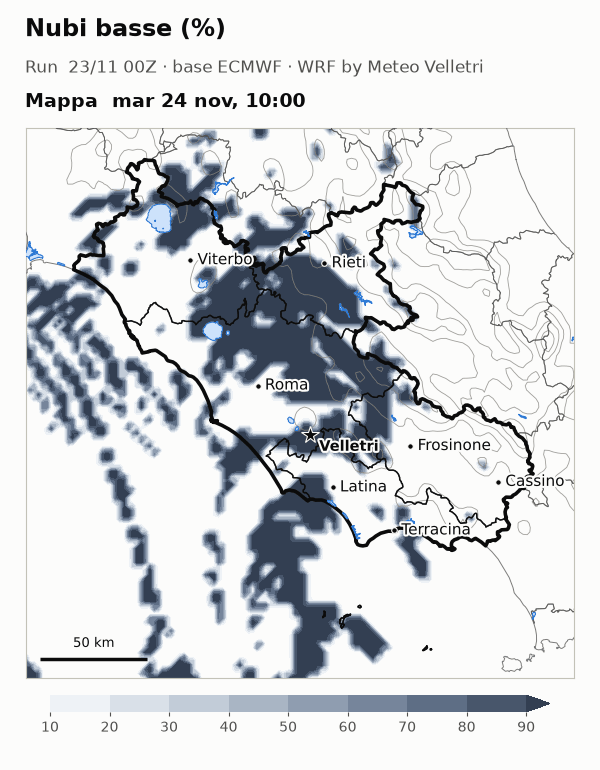 Nubi basse (%)
Run  23/11 00Z · base ECMWF · WRF by Meteo Velletri
Mappa  mar 24 nov, 10:00
Viterbo
Rieti
Roma
Velletri
Frosinone
Cassino
Latina
Terracina
50 km
10 20 30 40 50 60 70 80 90